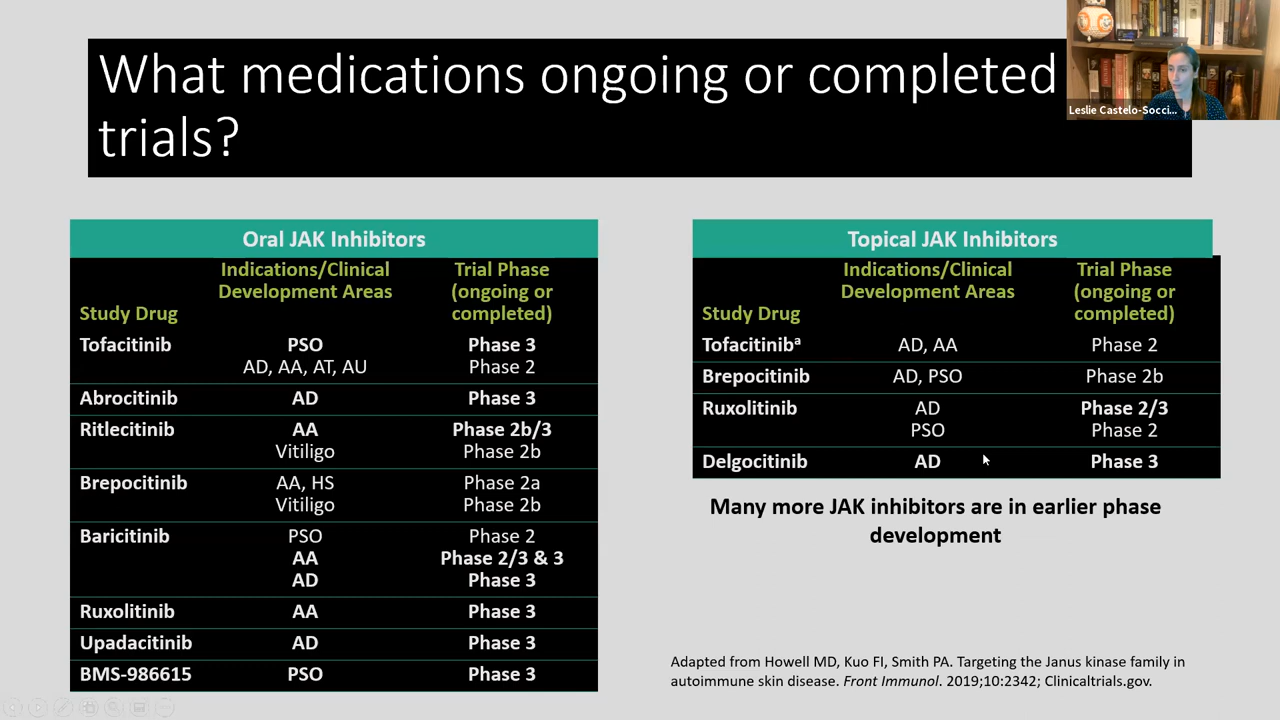 What medications ongoing or completed
trials?
Leslie Castelo-Socci...
Oral JAK Inhibitors
Study Drug
Indications/Clinical
Development Areas
Trial Phase
(ongoing or
completed)
Tofacitinib PSO Phase 3
AD, AA, AT, AU Phase 2
Abrocitinib AD Phase 3
Ritlecitinib AA Phase 2b/3
Vitiligo Phase 2b
Brepocitinib AA, HS Phase 2a
Vitiligo Phase 2b
Baricitinib PSO Phase 2
AA Phase 2/3 & 3
AD Phase 3
Ruxolitinib AA Phase 3
Upadacitinib AD Phase 3
BMS-986615 PSO Phase 3
Topical JAK Inhibitors
Study Drug
Indications/Clinical
Development Areas
Trial Phase
(ongoing or
completed)
Tofacitinibᵃ AD, AA Phase 2
Brepocitinib AD, PSO Phase 2b
Ruxolitinib AD Phase 2/3
PSO Phase 2
Delgocitinib AD Phase 3
Many more JAK inhibitors are in earlier phase
development
Adapted from Howell MD, Kuo FI, Smith PA. Targeting the Janus kinase family in
autoimmune skin disease. Front Immunol. 2019;10:2342; Clinicaltrials.gov.